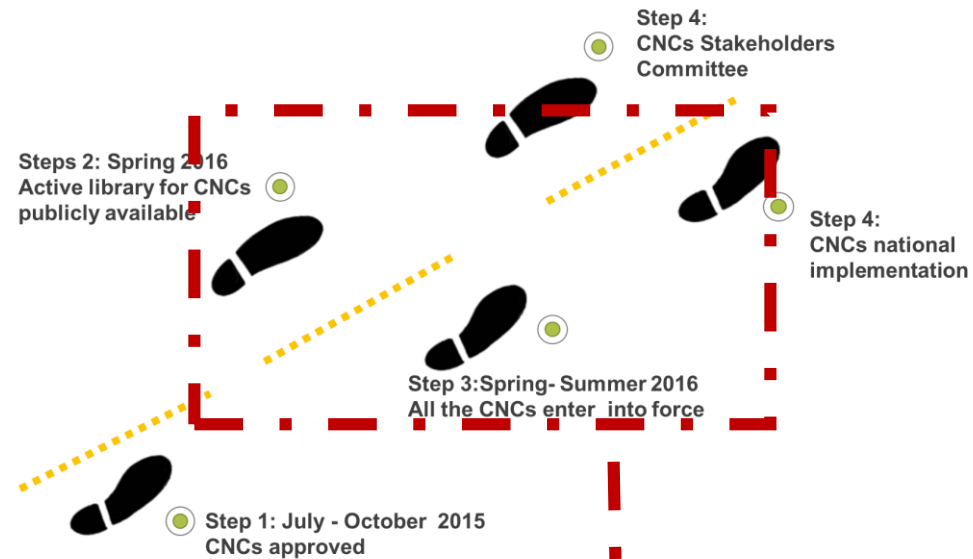 Step 4:
CNCs Stakeholders
Committee
Steps 2: Spring 2016
Active library for CNCs
publicly available
Step 4:
CNCs national
implementation
Step 3:Spring- Summer 2016
All the CNCs enter into force
Step 1: July - October 2015
CNCs approved